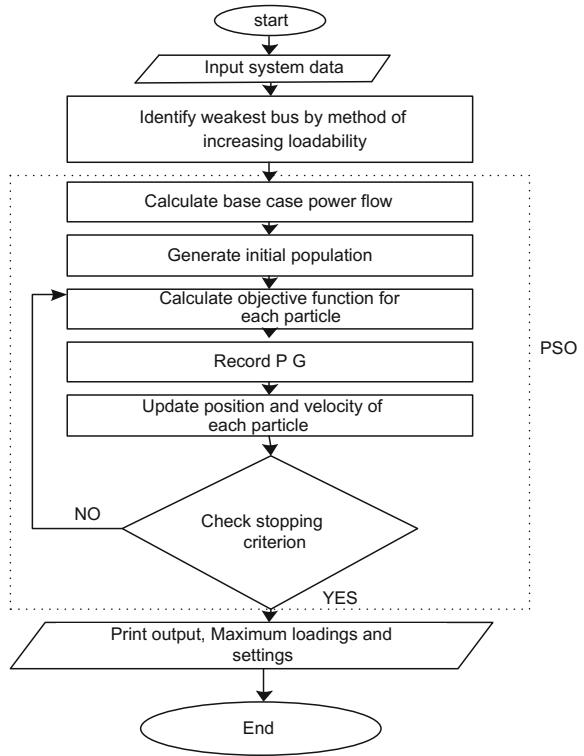 start
Input system data
Identify weakest bus by method of
increasing loadability
Calculate base case power flow
Generate initial population
Calculate objective function for
each particle
PSO
Record P G
Update position and velocity of
each particle
NO
Check stopping
criterion
YES
Print output, Maximum loadings and
settings
End